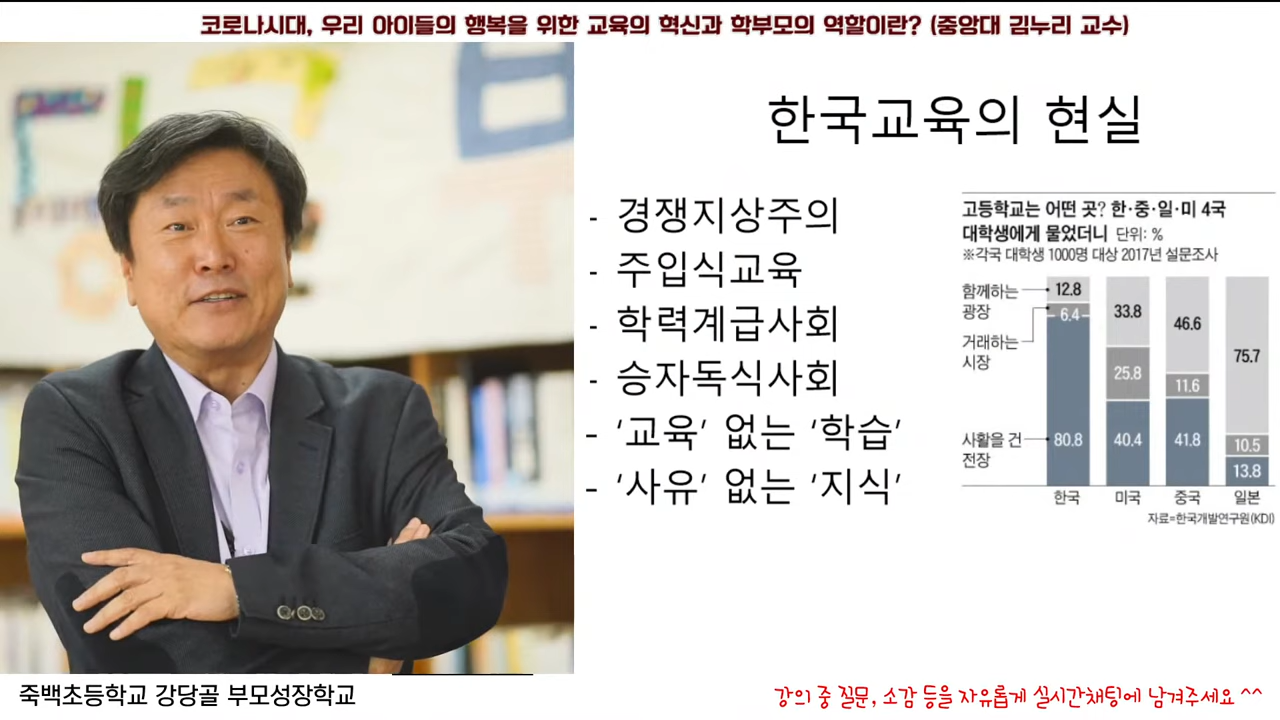 코로나시대, 우리 아이들의 행복을 위한 교육의 혁신과 학부모의 역할이란? (중앙대 김누리 교수)
한국교육의 현실
- 경쟁지상주의
- 주입식교육
- 학력계급사회
- 승자독식사회
- ‘교육’ 없는 ‘학습’
- ‘사유’ 없는 ‘지식’
고등학교는 어떤 곳? 한·중·일·미 4국
대학생에게 물었더니 단위: %
※각국 대학생 1000명 대상 2017년 설문조사
함께하는
광장
거래하는
시장
사활을 건
전장
12.8
6.4
80.8
33.8
25.8
40.4
46.6
11.6
41.8
75.7
10.5
13.8
한국 미국 중국 일본
자료=한국개발연구원(KDI)
죽백초등학교 강당골 부모성장학교
강의 중 질문, 소감 등을 자유롭게 실시간채팅에 남겨주세요 ^^